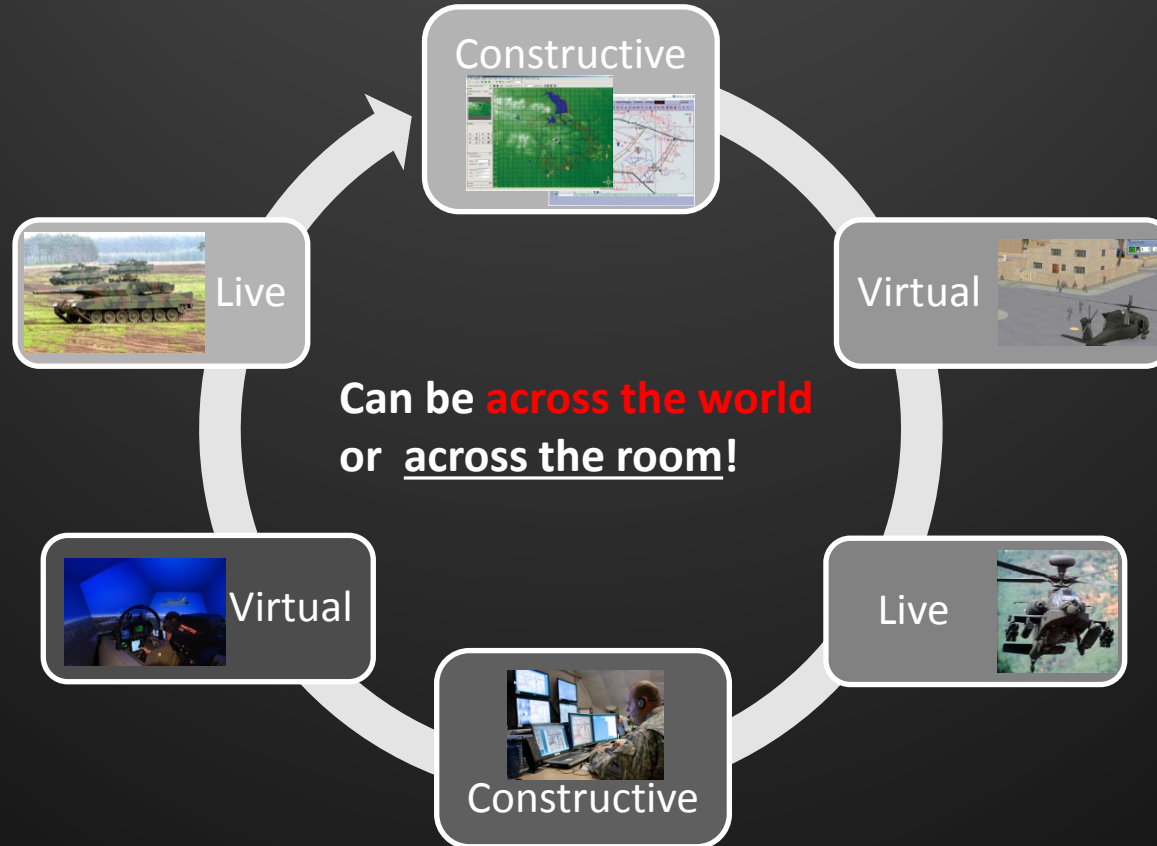 Constructive
Live
Virtual
Can be across the world
or across the room!
Virtual
Live
Constructive